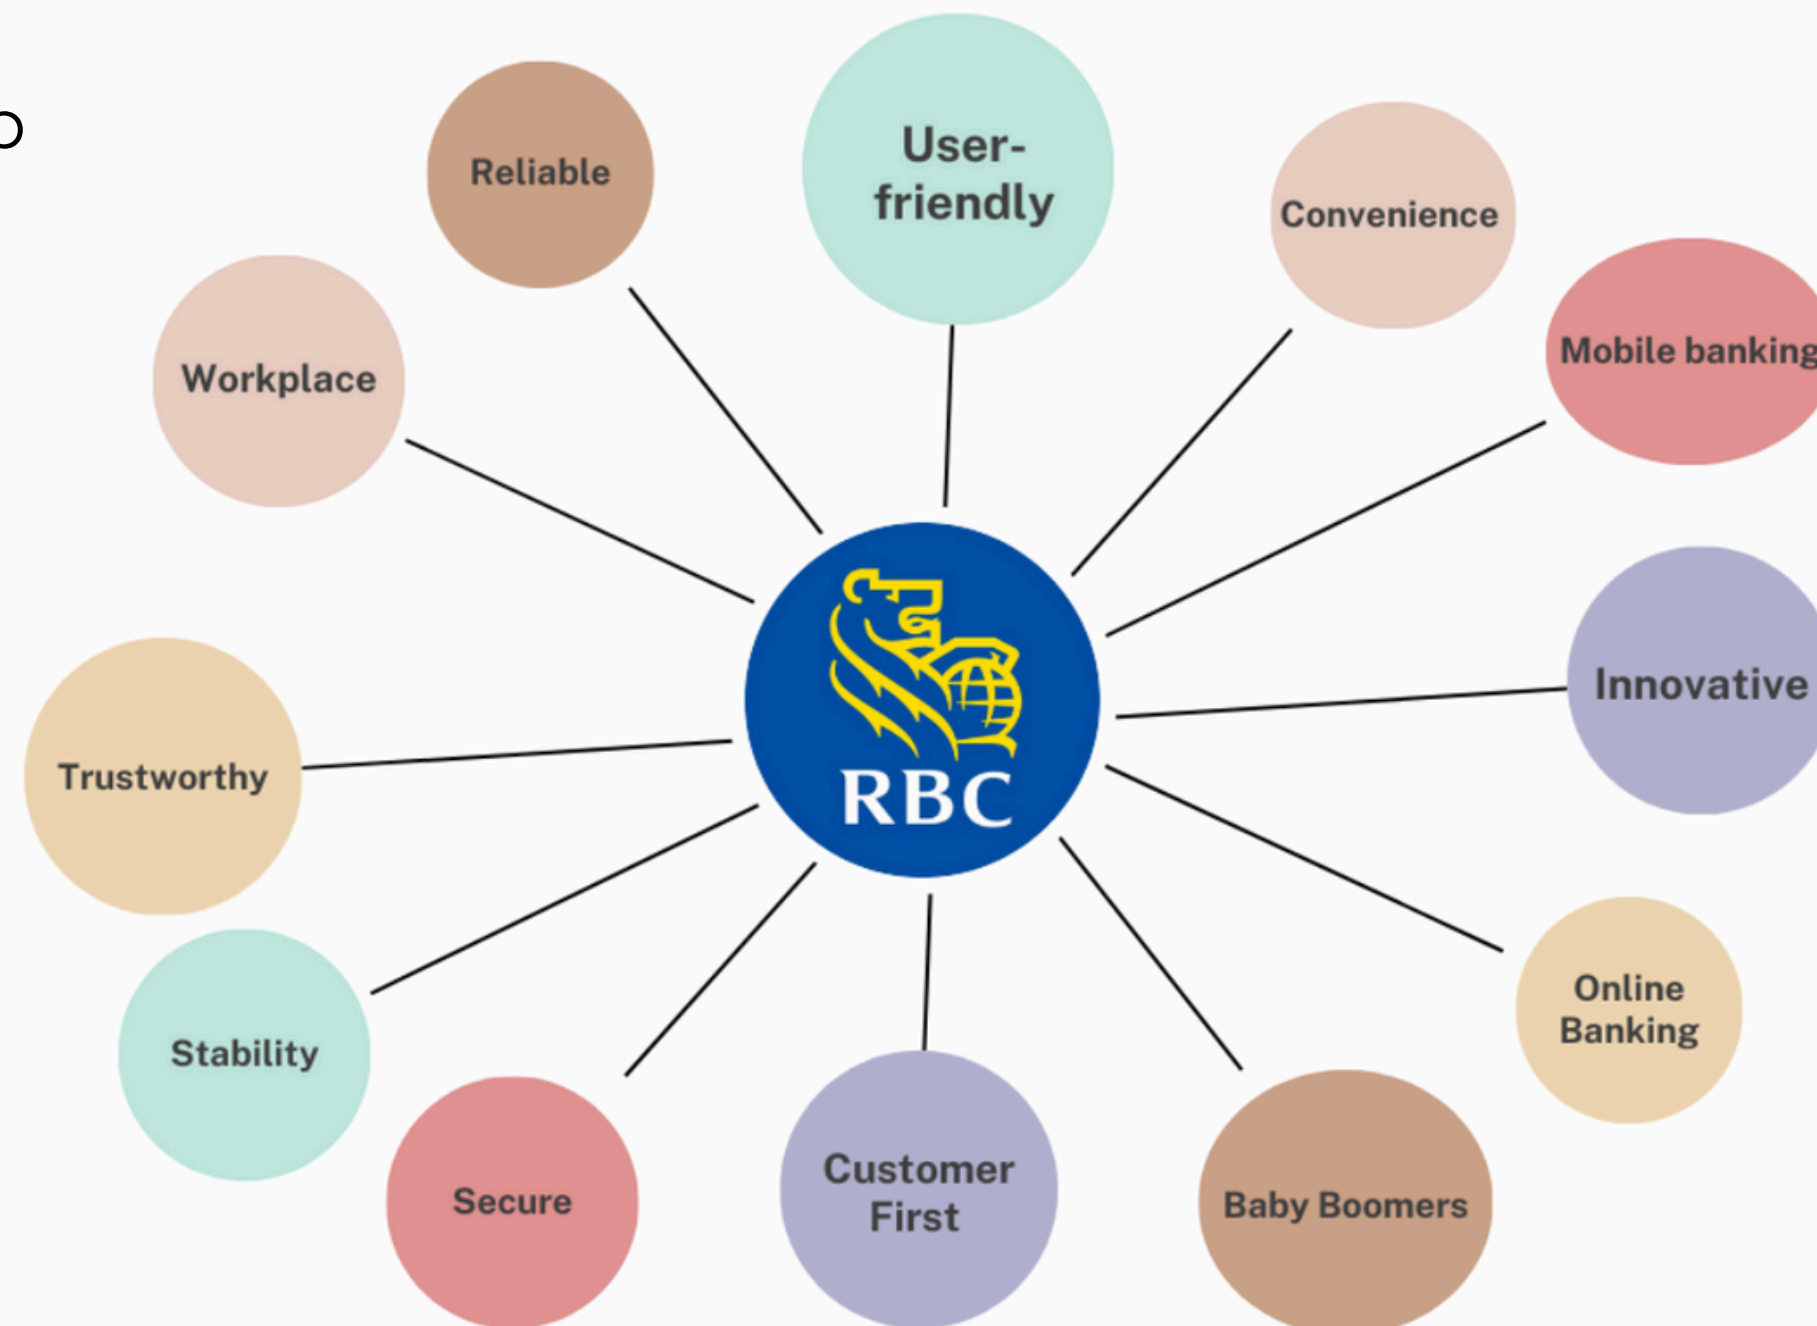 o
Reliable
User-
friendly
Convenience
Mobile banking
Workplace
Innovative
RBC
Trustworthy
Online
Banking
Stability
Secure
Customer
First
Baby Boomers